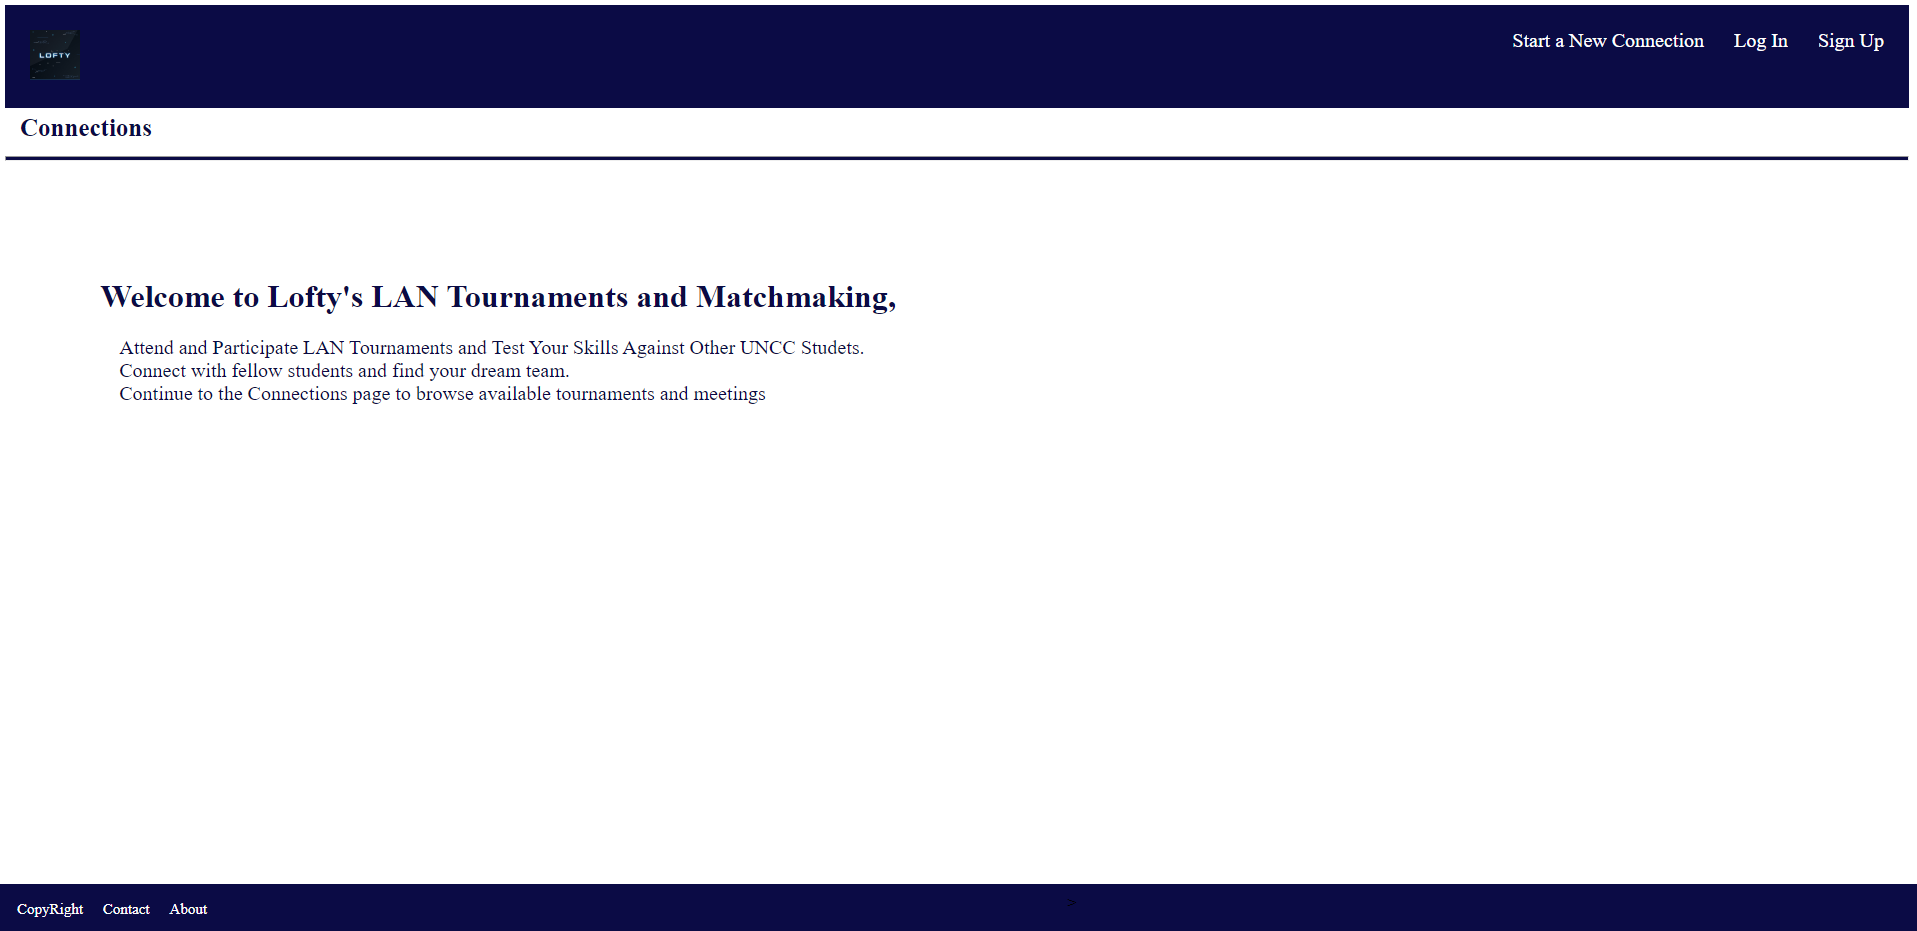 LOFTY
Start a New Connection Log In Sign Up
Connections
Welcome to Lofty's LAN Tournaments and Matchmaking,
Attend and Participate LAN Tournaments and Test Your Skills Against Other UNCC Studets.
Connect with fellow students and find your dream team.
Continue to the Connections page to browse available tournaments and meetings
CopyRight Contact About >